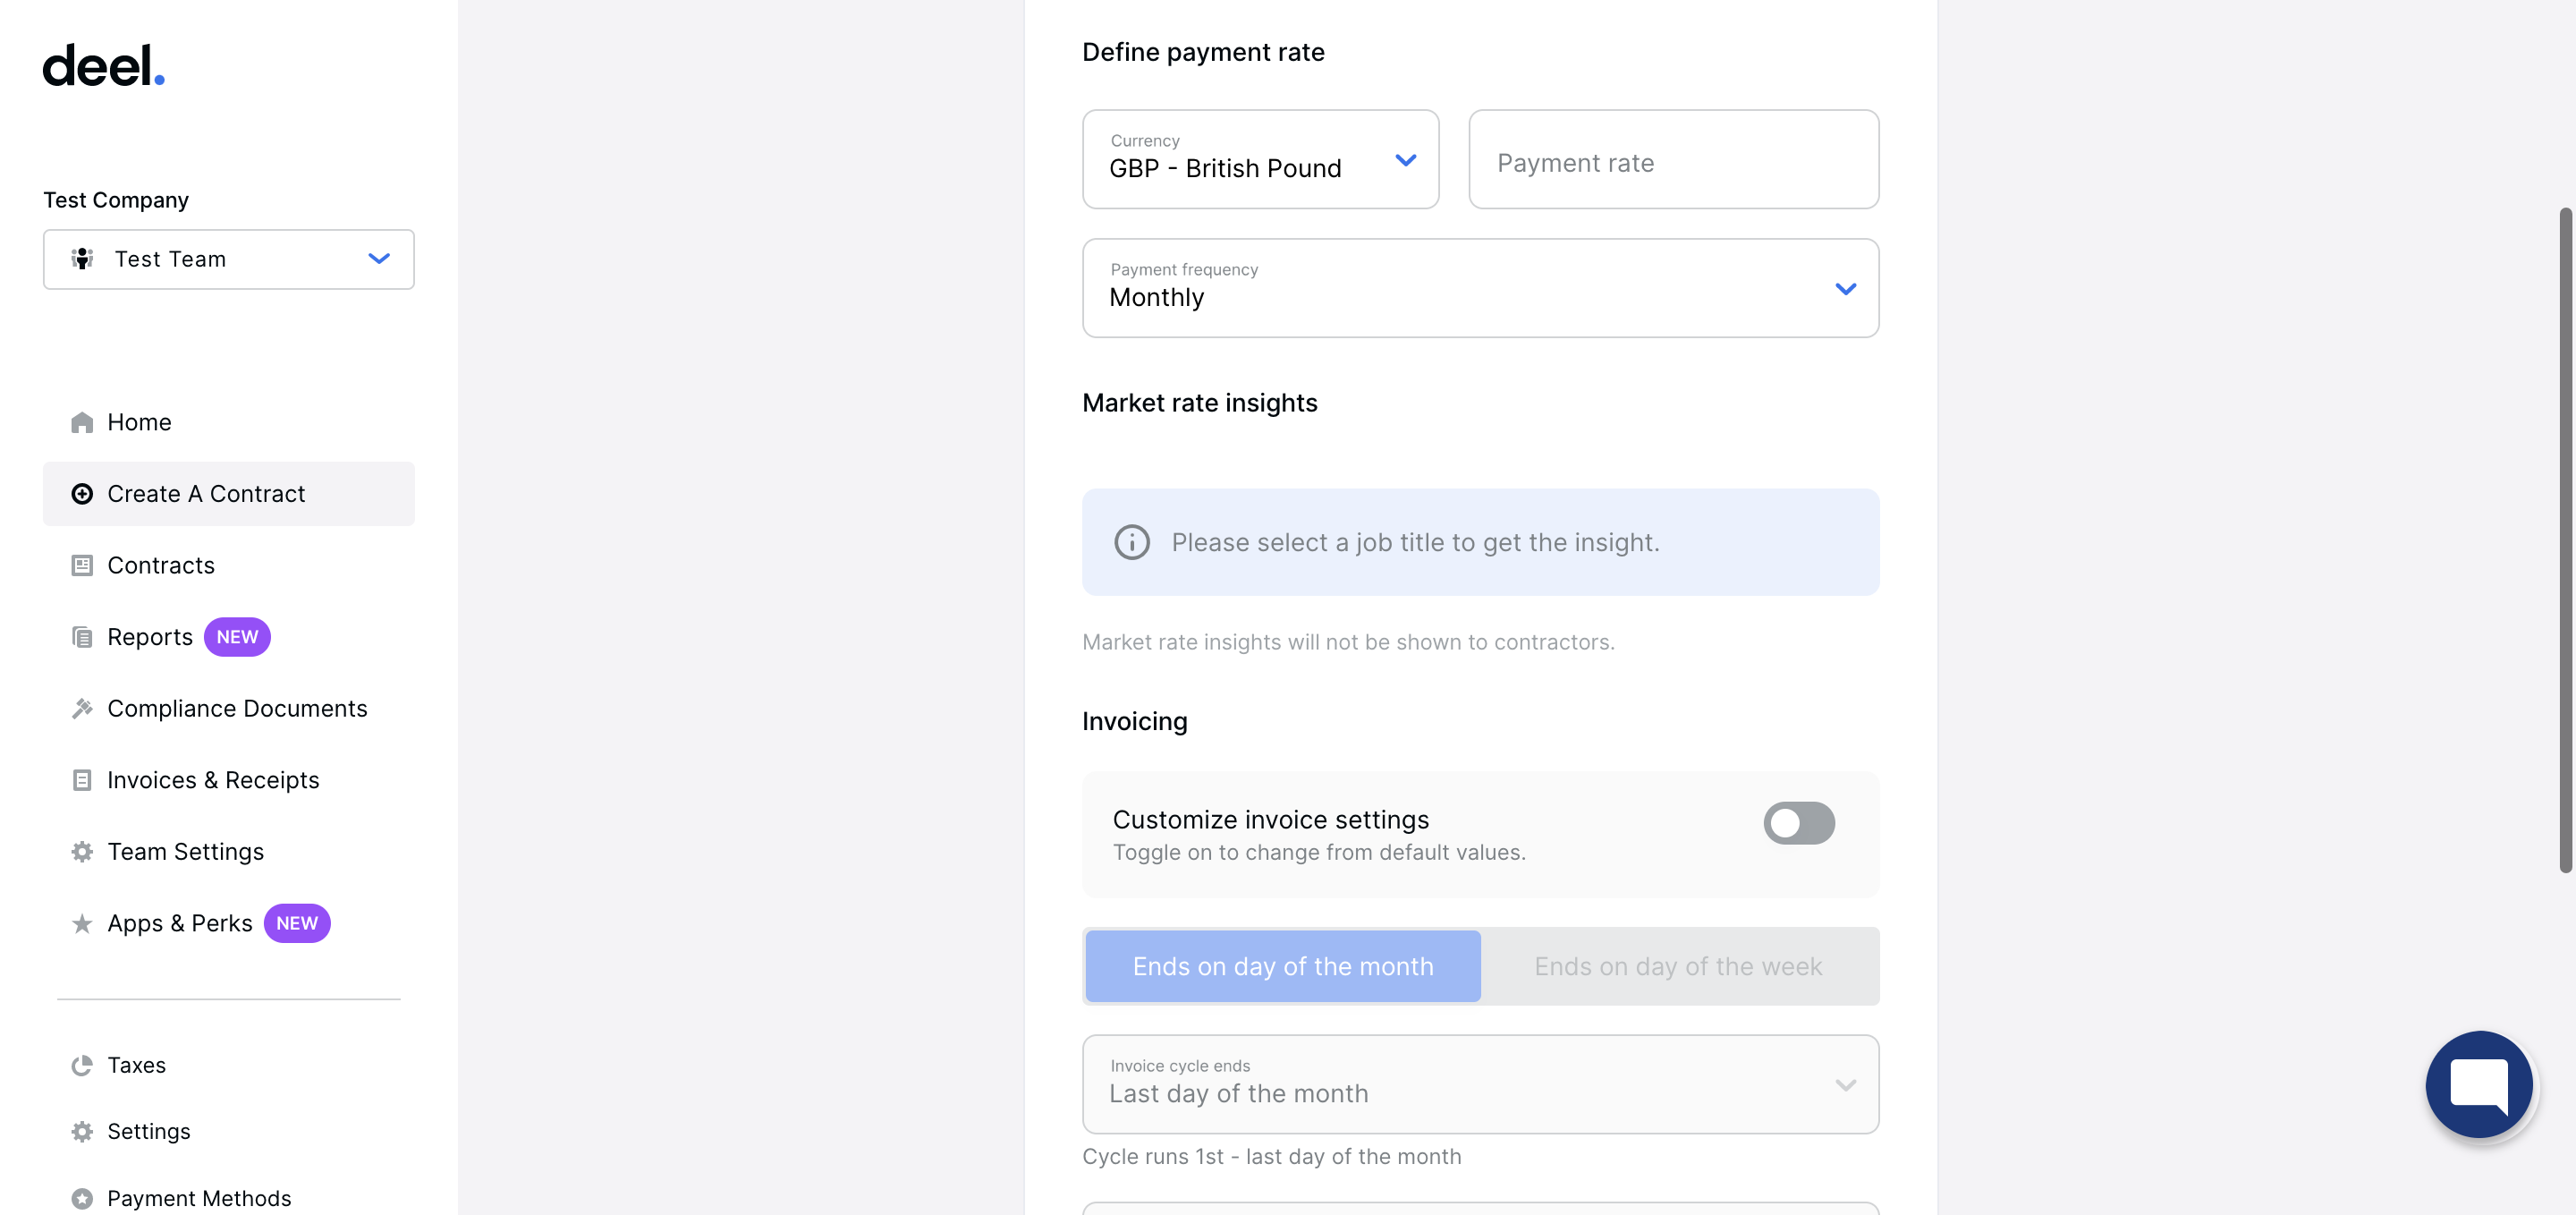 deel.
Test Company
Test Team
Home
Create A Contract
Contracts
Reports NEW
Compliance Documents
Invoices & Receipts
Team Settings
Apps & Perks NEW
Taxes
Settings
Payment Methods
Define payment rate
Currency
GBP - British Pound
Payment rate
Payment frequency
Monthly
Market rate insights
Please select a job title to get the insight.
Market rate insights will not be shown to contractors.
Invoicing
Customize invoice settings
Toggle on to change from default values.
Ends on day of the month
Ends on day of the week
Invoice cycle ends
Last day of the month
Cycle runs 1st - last day of the month